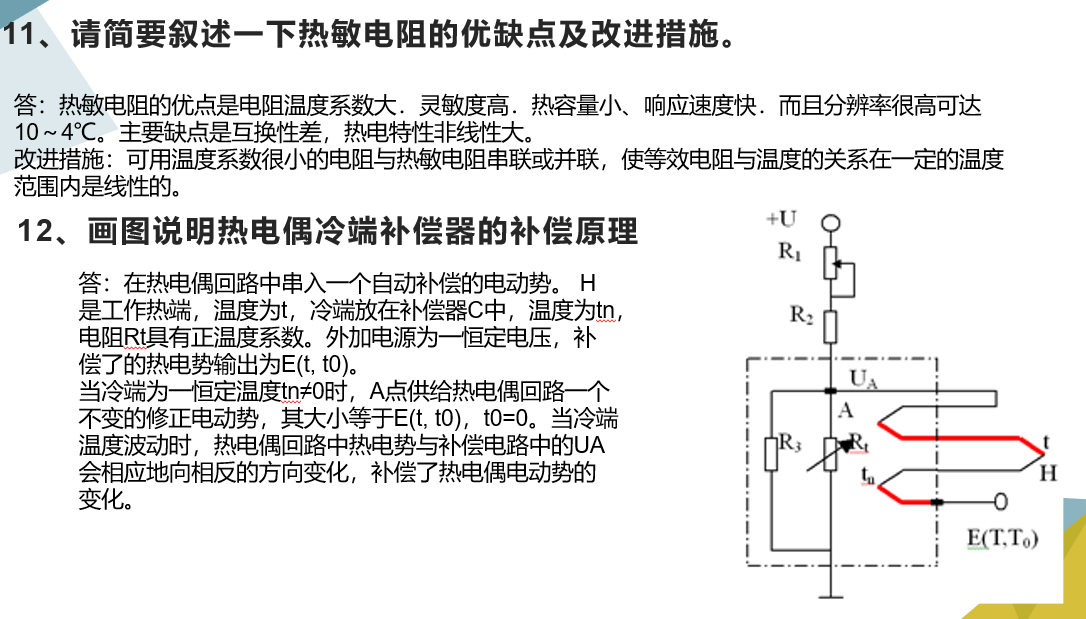 11、请简要叙述一下热敏电阻的优缺点及改进措施。
答：热敏电阻的优点是电阻温度系数大．灵敏度高．热容量小、响应速度快．而且分辨率很高可达
10～4℃。主要缺点是互换性差，热电特性非线性大。
改进措施：可用温度系数很小的电阻与热敏电阻串联或并联，使等效电阻与温度的关系在一定的温度
范围内是线性的。
12、画图说明热电偶冷端补偿器的补偿原理
答：在热电偶回路中串入一个自动补偿的电动势。 H
是工作热端，温度为t，冷端放在补偿器C中，温度为tn，
电阻Rt具有正温度系数。外加电源为一恒定电压，补
偿了的热电势输出为E(t, t0)。
当冷端为一恒定温度tn≠0时，A点供给热电偶回路一个
不变的修正电动势，其大小等于E(t, t0)，t0=0。当冷端
温度波动时，热电偶回路中热电势与补偿电路中的UA
会相应地向相反的方向变化，补偿了热电偶电动势的
变化。
+U
R1
R2
UA
A
R3
Rt
t
tn
H
E(T,T0)